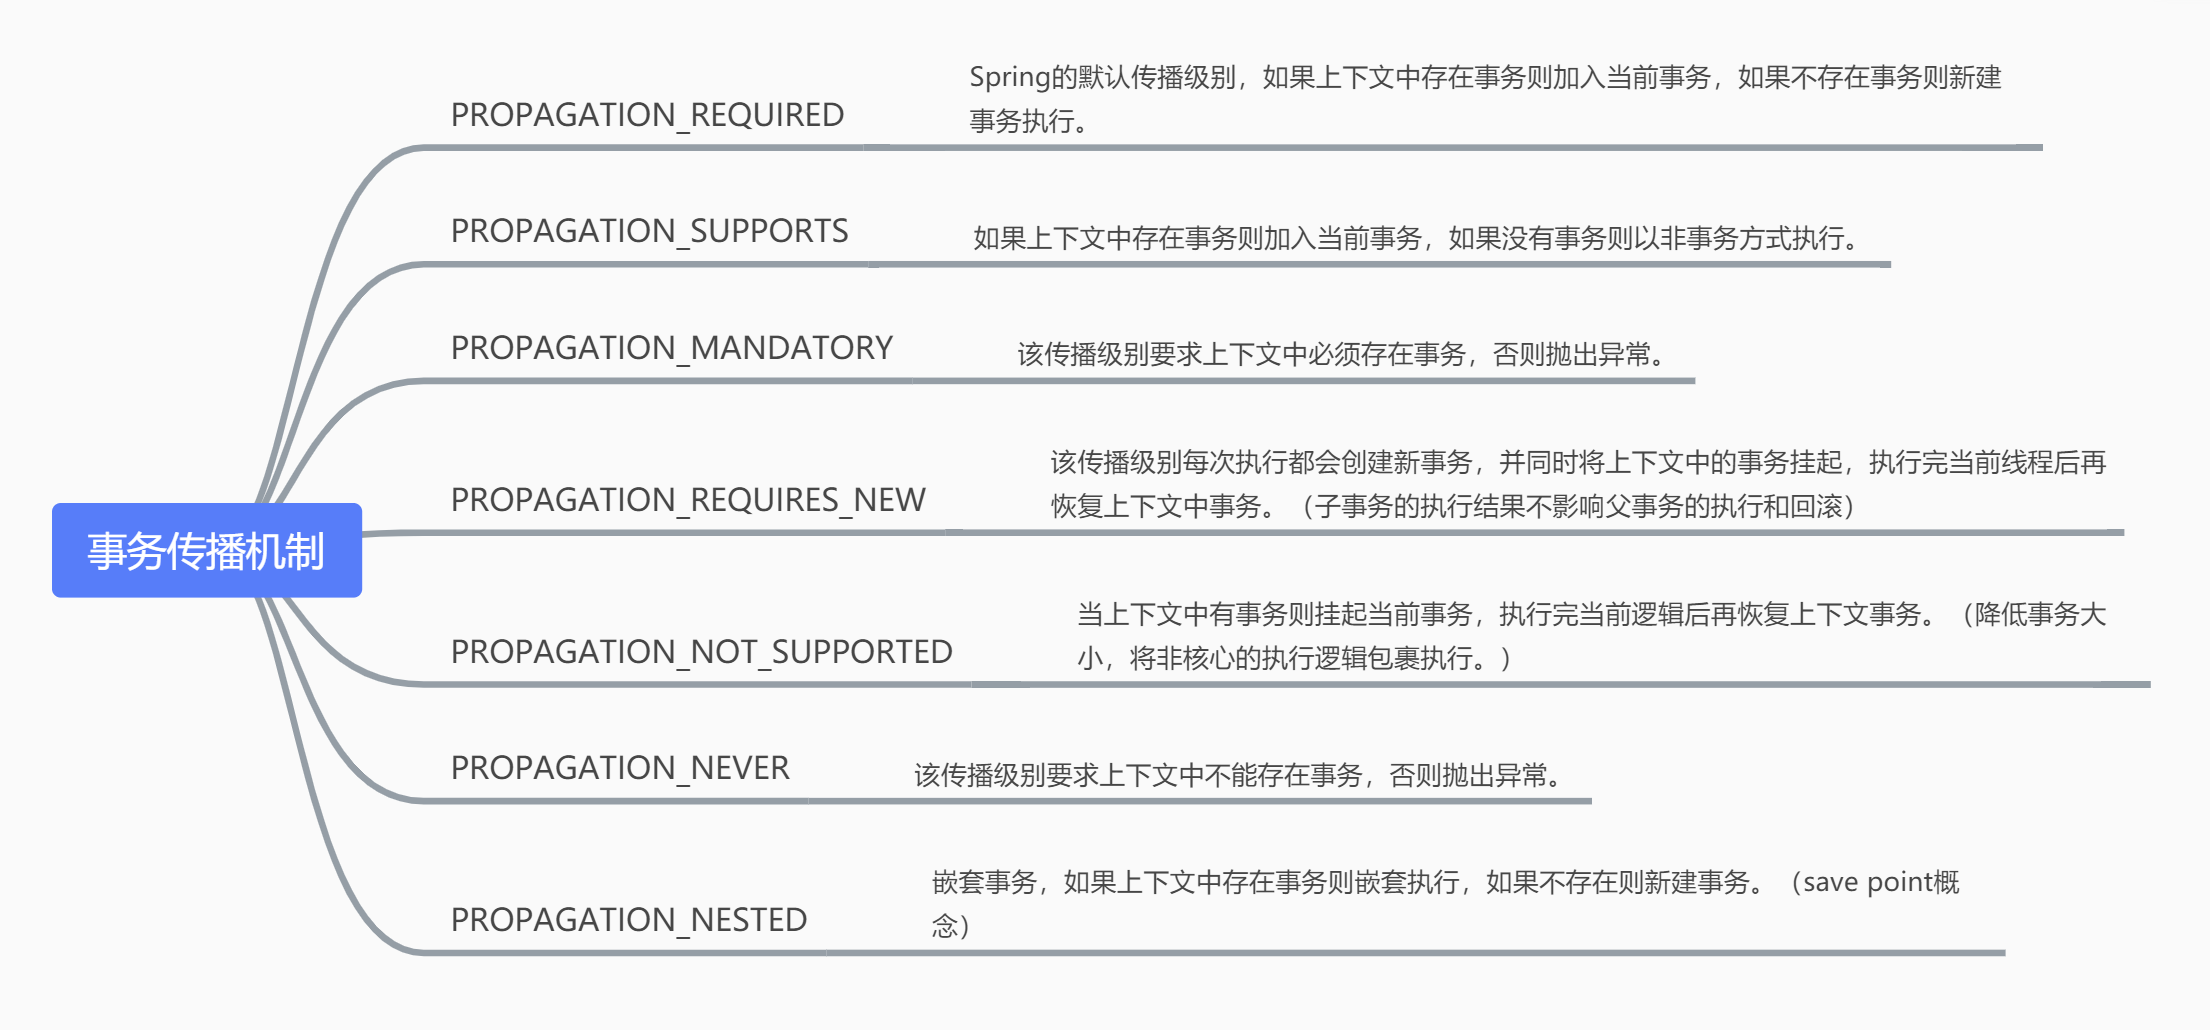 PROPAGATION_REQUIRED
Spring的默认传播级别，如果上下文中存在事务则加入当前事务，如果不存在事务则新建
事务执行。
PROPAGATION_SUPPORTS
如果上下文中存在事务则加入当前事务，如果没有事务则以非事务方式执行。
PROPAGATION_MANDATORY
该传播级别要求上下文中必须存在事务，否则抛出异常。
事务传播机制
PROPAGATION_REQUIRES_NEW
该传播级别每次执行都会创建新事务，并同时将上下文中的事务挂起，执行完当前线程后再
恢复上下文中事务。（子事务的执行结果不影响父事务的执行和回滚）
PROPAGATION_NOT_SUPPORTED
当上下文中有事务则挂起当前事务，执行完当前逻辑后再恢复上下文事务。（降低事务大
小，将非核心的执行逻辑包裹执行。）
PROPAGATION_NEVER
该传播级别要求上下文中不能存在事务，否则抛出异常。
PROPAGATION_NESTED
嵌套事务，如果上下文中存在事务则嵌套执行，如果不存在则新建事务。（save point概
念）